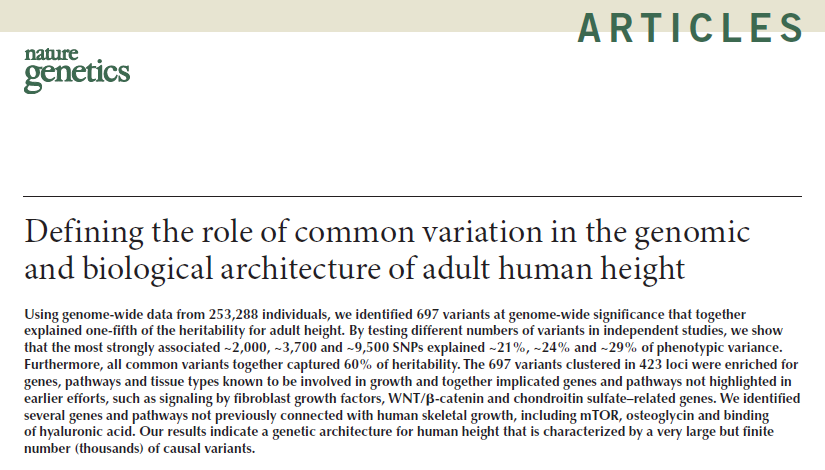 ARTICLES
nature
genetics
Defining the role of common variation in the genomic
and biological architecture of adult human height
Using genome-wide data from 253,288 individuals, we identified 697 variants at genome-wide significance that together
explained one-fifth of the heritability for adult height. By testing different numbers of variants in independent studies, we show
that the most strongly associated ~2,000, ~3,700 and ~9,500 SNPs explained ~21%, ~24% and ~29% of phenotypic variance.
Furthermore, all common variants together captured 60% of heritability. The 697 variants clustered in 423 loci were enriched for
genes, pathways and tissue types known to be involved in growth and together implicated genes and pathways not highlighted in
earlier efforts, such as signaling by fibroblast growth factors, WNT/β-catenin and chondroitin sulfate–related genes. We identified
several genes and pathways not previously connected with human skeletal growth, including mTOR, osteoglycin and binding
of hyaluronic acid. Our results indicate a genetic architecture for human height that is characterized by a very large but finite
number (thousands) of causal variants.